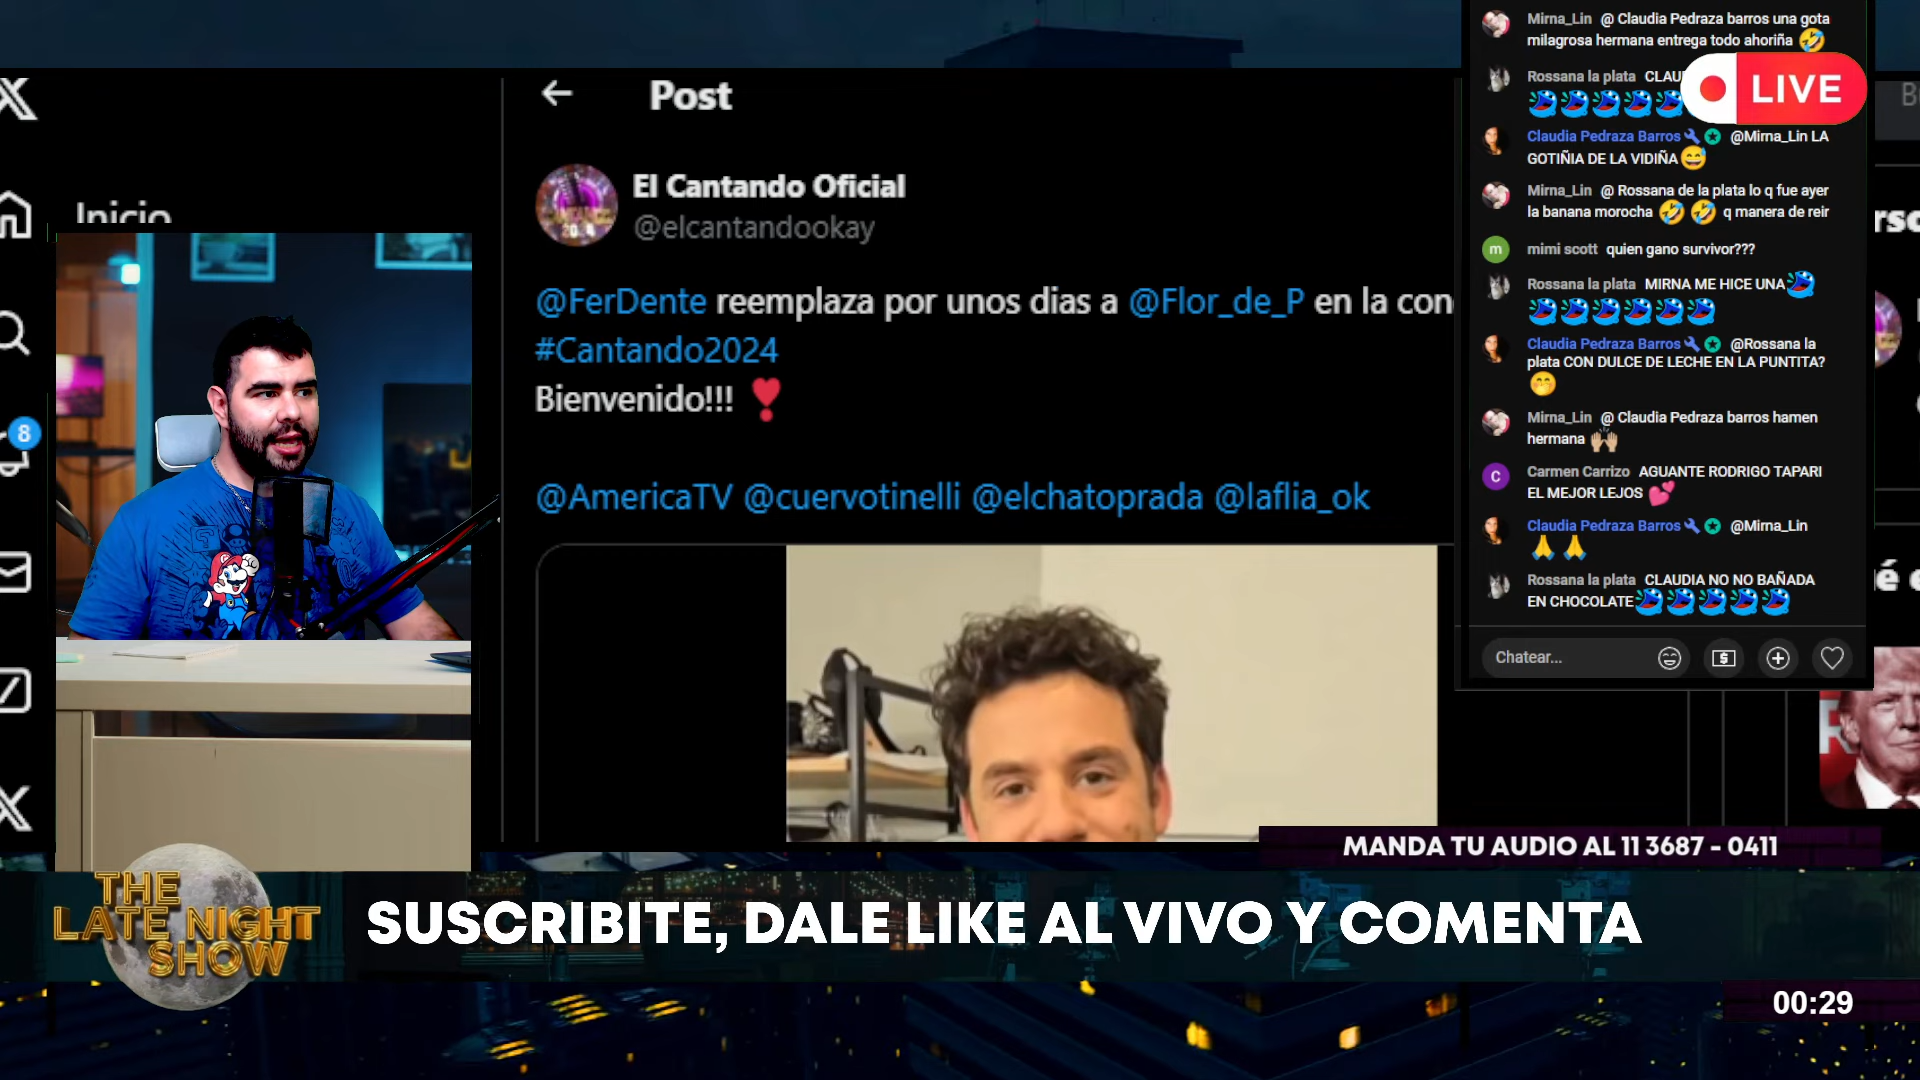 Inicio
8
Post
El Cantando Oficial
@elcantandookay
@FerDente reemplaza por unos dias a @Flor_de_P en la con
#Cantando2024
Bienvenido!!!
@AmericaTV @cuervotinelli @elchatoprada @laflia_ok
Mirna_Lin @ Claudia Pedraza barros una gota
milagrosa hermana entrega todo ahoriña
Rossana la plata CLAU
LIVE
Claudia Pedraza Barros @Mirna_Lin LA
GOTIÑIA DE LA VIDIÑA
Mirna_Lin @ Rossana de la plata lo q fue ayer
la banana morocha q manera de reir
m
mimi scott quien gano survivor???
Rossana la plata MIRNA ME HICE UNA
Claudia Pedraza Barros @Rossana la
plata CON DULCE DE LECHE EN LA PUNTITA?
Mirna_Lin @ Claudia Pedraza barros hamen
hermana
C
Carmen Carrizo AGUANTE RODRIGO TAPARI
EL MEJOR LEJOS
Claudia Pedraza Barros @Mirna_Lin
Rossana la plata CLAUDIA NO NO BAÑADA
EN CHOCOLATE
Chatear...
MANDA TU AUDIO AL 11 3687 - 0411
THE
LATE NIGHT
SHOW
SUSCRIBITE, DALE LIKE AL VIVO Y COMENTA
00:29